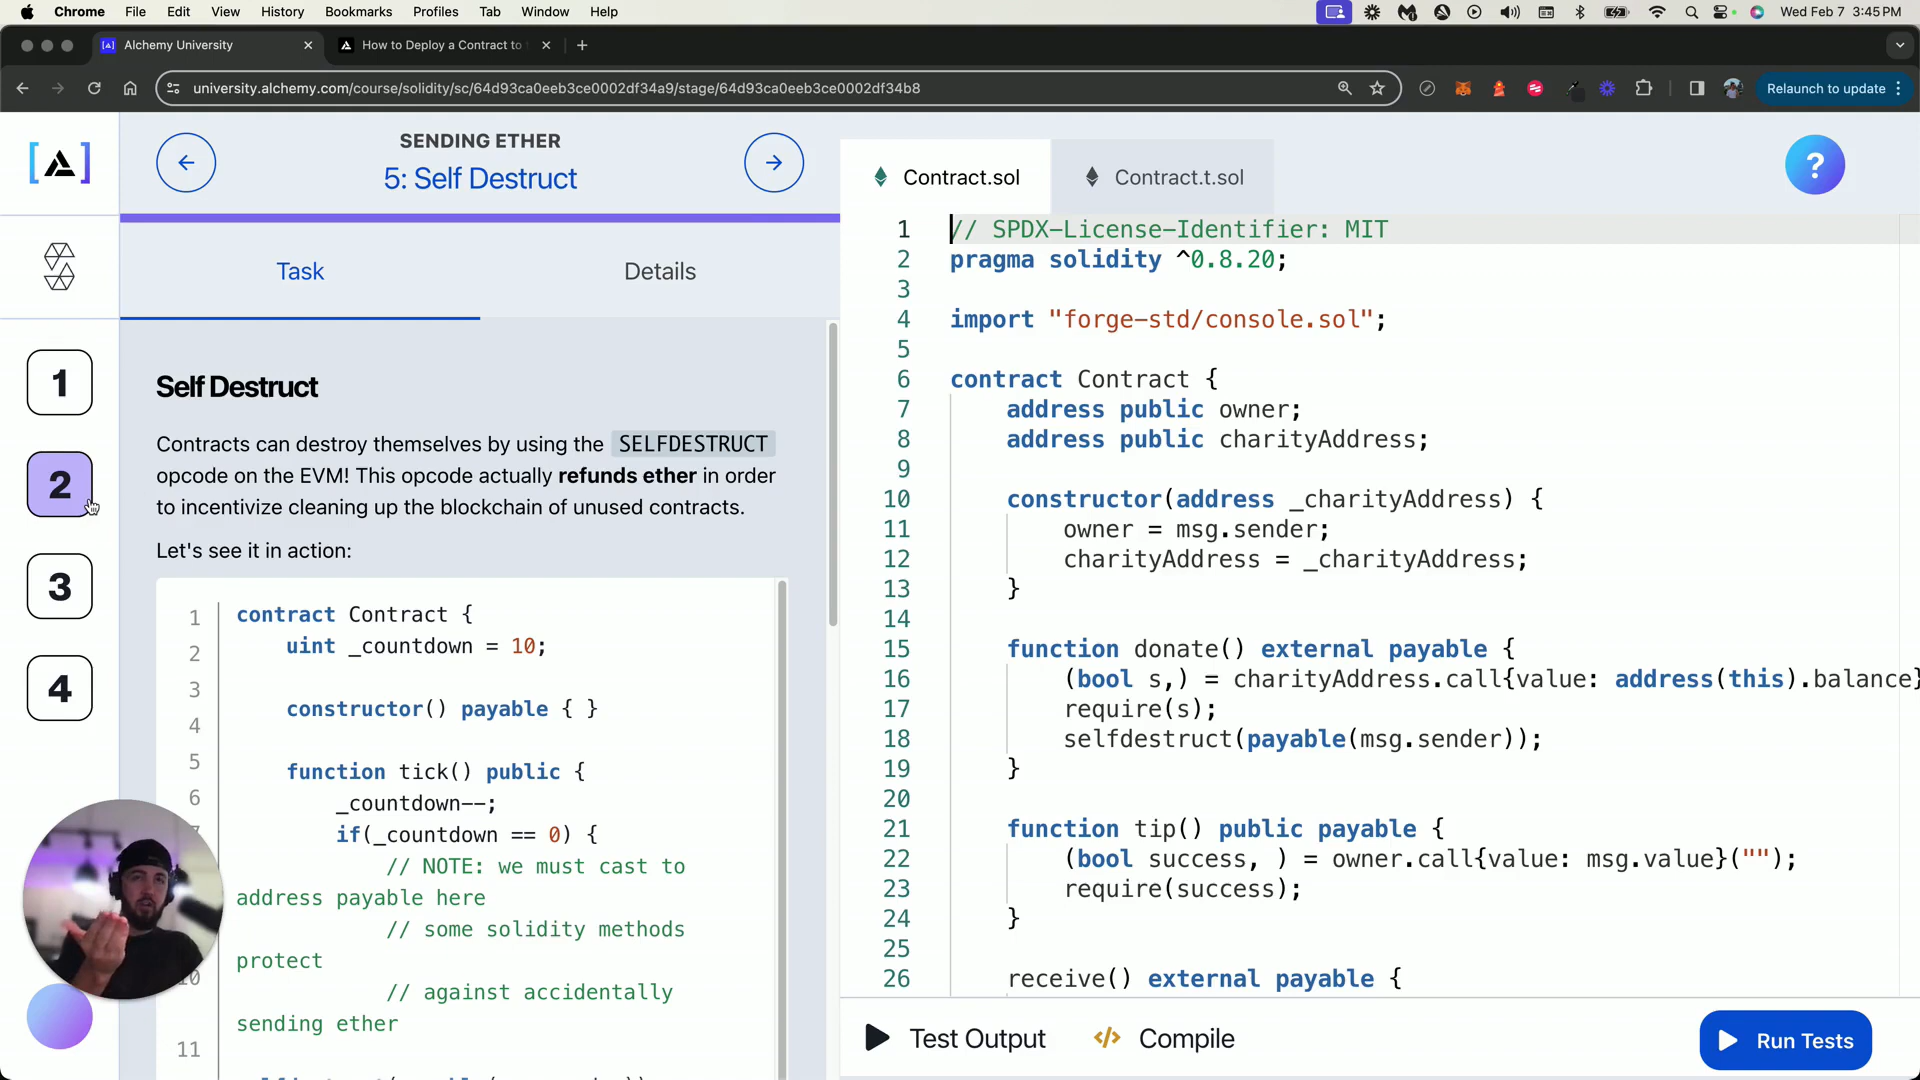 Chrome File Edit View History Bookmarks Profiles Tab Window Help Wed Feb 7 3:45 PM
Alchemy University How to Deploy a Contract to
university.alchemy.com/course/solidity/sc/64d93ca0eeb3ce0002df34a9/stage/64d93ca0eeb3ce0002df34b8 Relaunch to update
SENDING ETHER
5: Self Destruct
Task Details
1
2
3
4
Self Destruct
Contracts can destroy themselves by using the SELFDESTRUCT
opcode on the EVM! This opcode actually refunds ether in order
to incentivize cleaning up the blockchain of unused contracts.
Let's see it in action:
1 contract Contract {
2 uint _countdown = 10;
3
4 constructor() payable { }
5
6 function tick() public {
_countdown--;
if(_countdown == 0) {
// NOTE: we must cast to
address payable here
// some solidity methods
protect
10 // against accidentally
sending ether
11
Contract.sol Contract.t.sol
?
1 // SPDX-License-Identifier: MIT
2 pragma solidity ^0.8.20;
3
4 import "forge-std/console.sol";
5
6 contract Contract {
7 address public owner;
8 address public charityAddress;
9
10 constructor(address _charityAddress) {
11 owner = msg.sender;
12 charityAddress = _charityAddress;
13 }
14
15 function donate() external payable {
16 (bool s,) = charityAddress.call{value: address(this).balance}
17 require(s);
18 selfdestruct(payable(msg.sender));
19 }
20
21 function tip() public payable {
22 (bool success, ) = owner.call{value: msg.value}("");
23 require(success);
24 }
25
26 receive() external payable {
Test Output </> Compile Run Tests